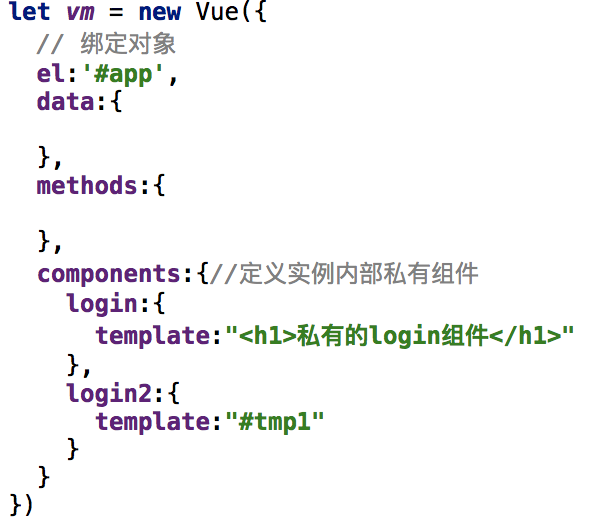 let vm = new Vue({
  // 绑定对象
  el:'#app',
  data:{

  },
  methods:{

  },
  components:{//定义实例内部私有组件
    login:{
      template:"<h1>私有的login组件</h1>"
    },
    login2:{
      template:"#tmp1"
    }
  }
})